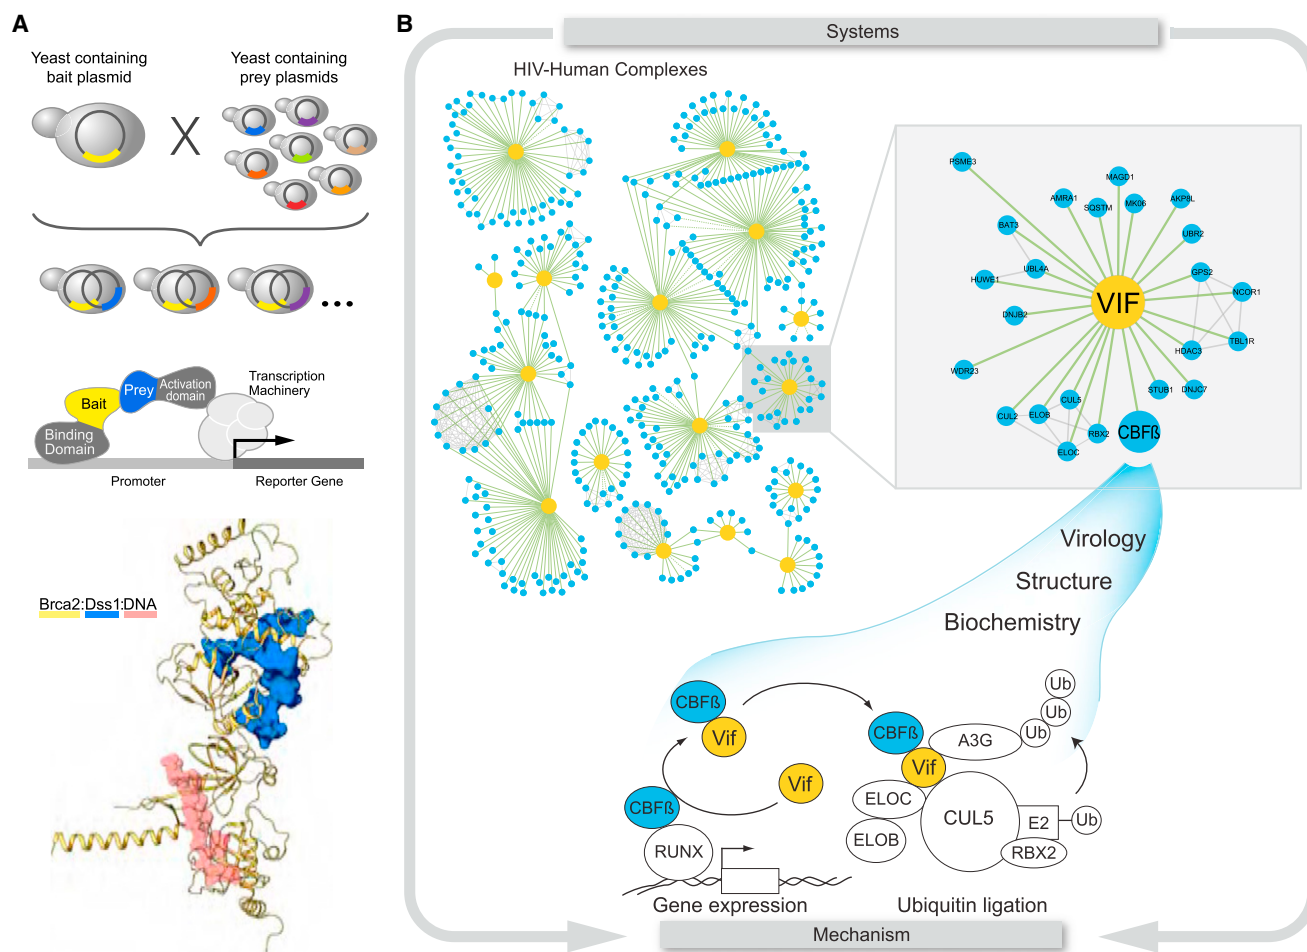 A
Yeast containing
bait plasmid
Yeast containing
prey plasmids
X
...
Bait
Prey
Activation
domain
Transcription
Machinery
Binding
Domain
Promoter
Reporter Gene
Brca2:Dss1:DNA
B
Systems
HIV-Human Complexes
PSME3
MAGD1
AMRA1
SQSTM
MK06
AKP8L
BAT3
UBR2
HUWE1
UBL4A
GPS2
NCOR1
VIF
DNJB2
HDAC3
TBL1R
WDR23
STUB1
DNJC7
CUL2
ELOB
CUL5
RBX2
CBFß
ELOC
Virology
Structure
Biochemistry
CBFß
Vif
Vif
CBFß
RUNX
Gene expression
CBFß
Vif
A3G
Ub
Ub
Ub
ELOC
ELOB
CUL5
E2
Ub
RBX2
Ubiquitin ligation
Mechanism